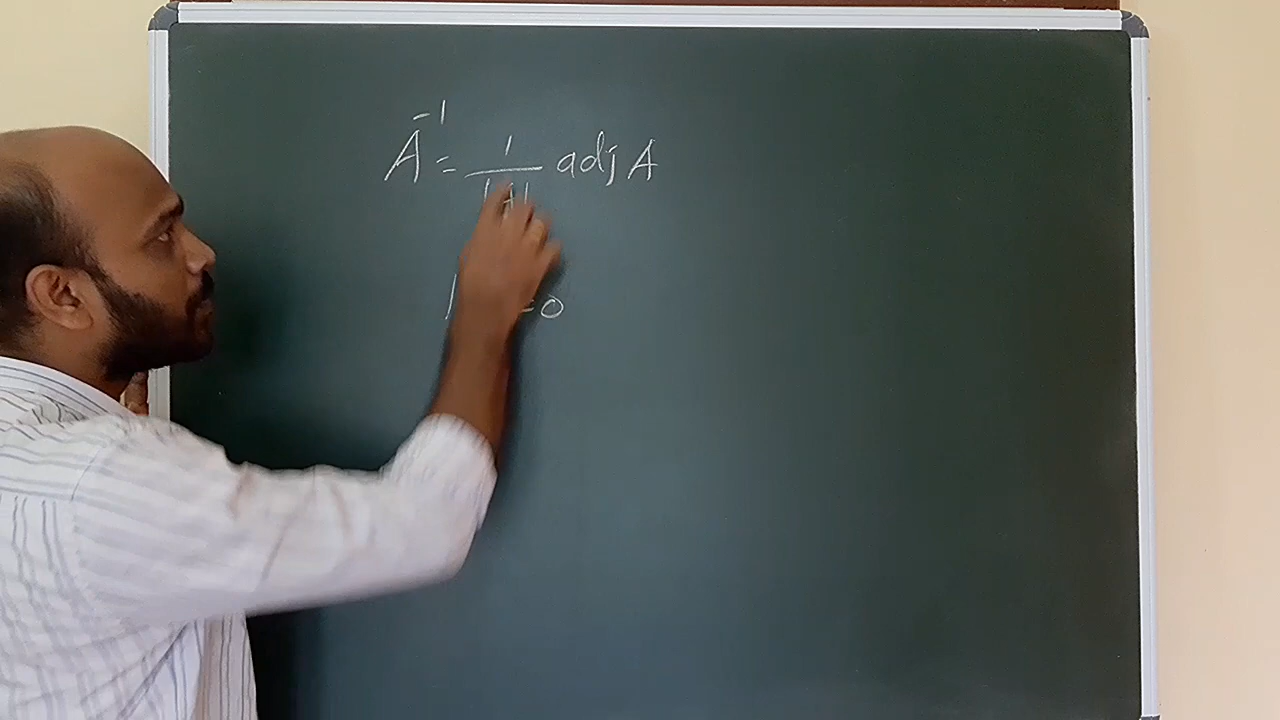 A⁻¹ = 1/|A| adj A
| = 0